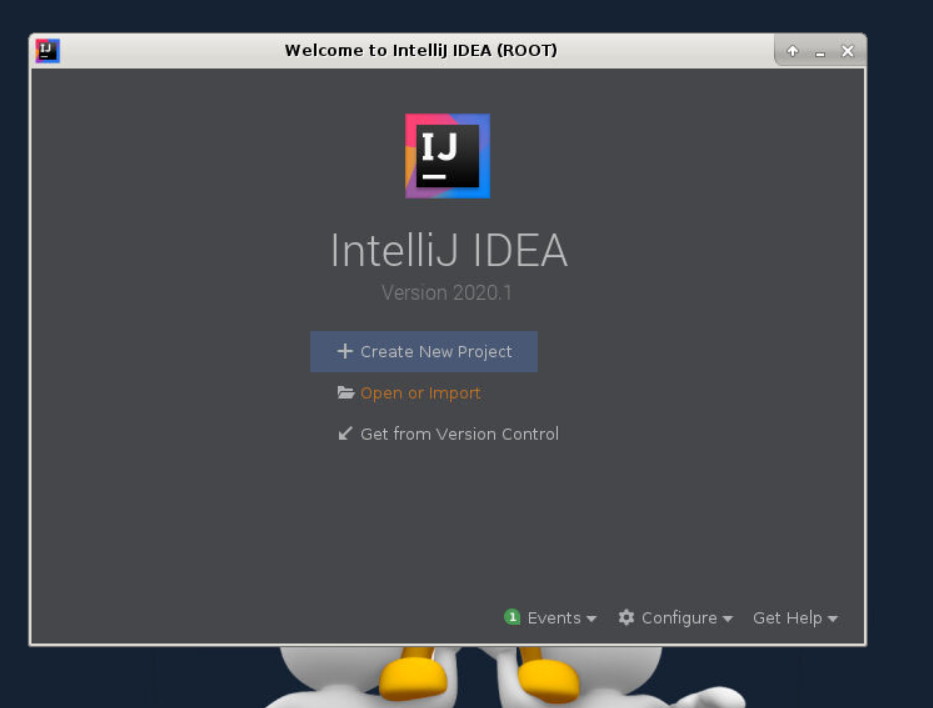 IJ
Welcome to IntelliJ IDEA (ROOT)
IJ
IntelliJ IDEA
Version 2020.1
Create New Project
Open or Import
Get from Version Control
1 Events Configure Get Help